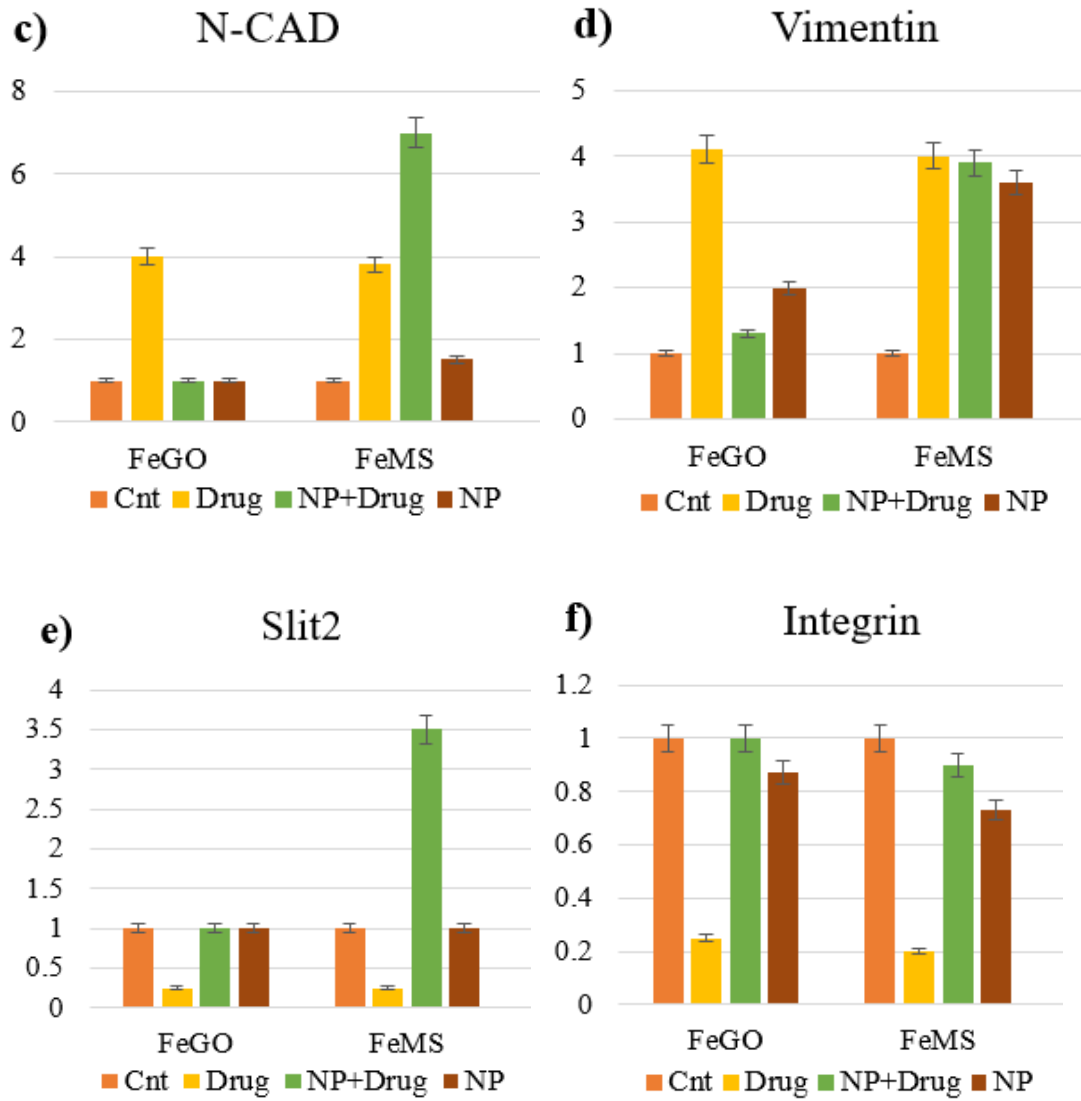 c) N-CAD
8
6
4
2
0
FeGO FeMS
Cnt Drug NP+Drug NP
d) Vimentin
5
4
3
2
1
0
FeGO FeMS
Cnt Drug NP+Drug NP
e) Slit2
4
3.5
3
2.5
2
1.5
1
0.5
0
FeGO FeMS
Cnt Drug NP+Drug NP
f) Integrin
1.2
1
0.8
0.6
0.4
0.2
0
FeGO FeMS
Cnt Drug NP+Drug NP